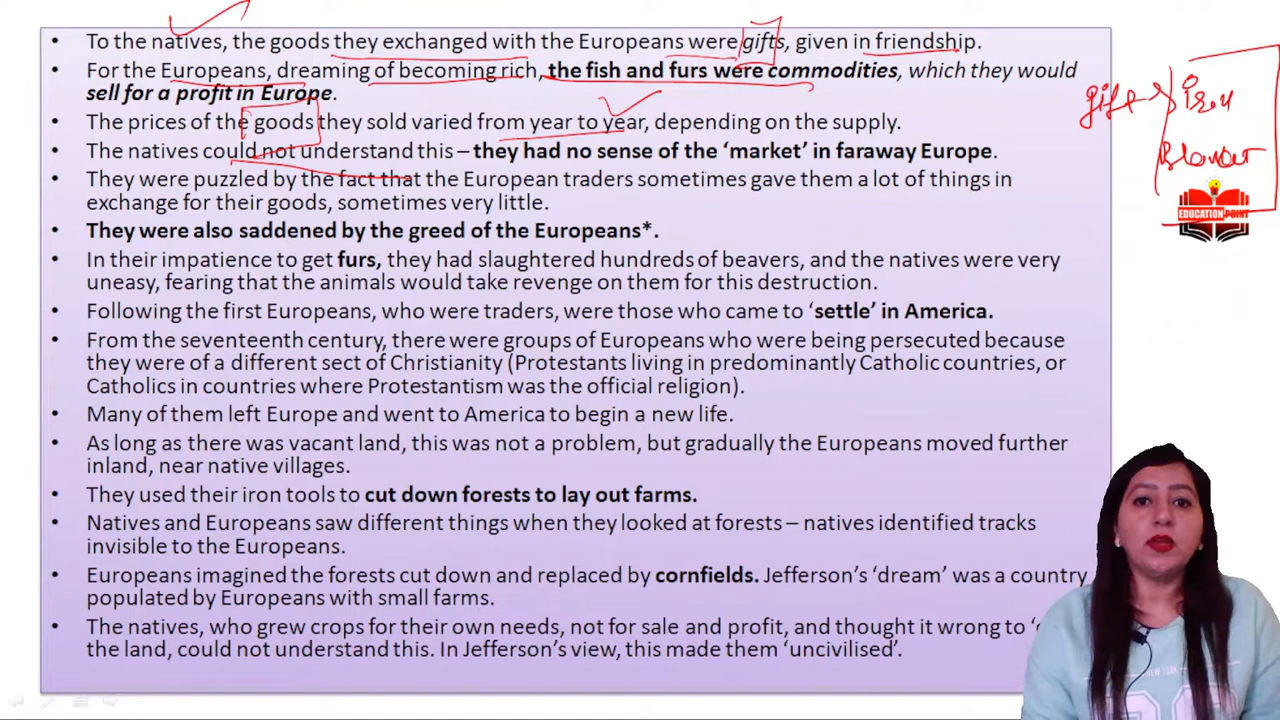 • To the natives, the goods they exchanged with the Europeans were gifts, given in friendship.
• For the Europeans, dreaming of becoming rich, the fish and furs were commodities, which they would
sell for a profit in Europe.
• The prices of the goods they sold varied from year to year, depending on the supply.
• The natives could not understand this – they had no sense of the ‘market’ in faraway Europe.
• They were puzzled by the fact that the European traders sometimes gave them a lot of things in
exchange for their goods, sometimes very little.
• They were also saddened by the greed of the Europeans*.
• In their impatience to get furs, they had slaughtered hundreds of beavers, and the natives were very
uneasy, fearing that the animals would take revenge on them for this destruction.
• Following the first Europeans, who were traders, were those who came to ‘settle’ in America.
• From the seventeenth century, there were groups of Europeans who were being persecuted because
they were of a different sect of Christianity (Protestants living in predominantly Catholic countries, or
Catholics in countries where Protestantism was the official religion).
• Many of them left Europe and went to America to begin a new life.
• As long as there was vacant land, this was not a problem, but gradually the Europeans moved further
inland, near native villages.
• They used their iron tools to cut down forests to lay out farms.
• Natives and Europeans saw different things when they looked at forests – natives identified tracks
invisible to the Europeans.
• Europeans imagined the forests cut down and replaced by cornfields. Jefferson’s ‘dream’ was a country
populated by Europeans with small farms.
• The natives, who grew crops for their own needs, not for sale and profit, and thought it wrong to
the land, could not understand this. In Jefferson’s view, this made them ‘uncivilised’.
gift
EDUCATION POINT
NEW YORK